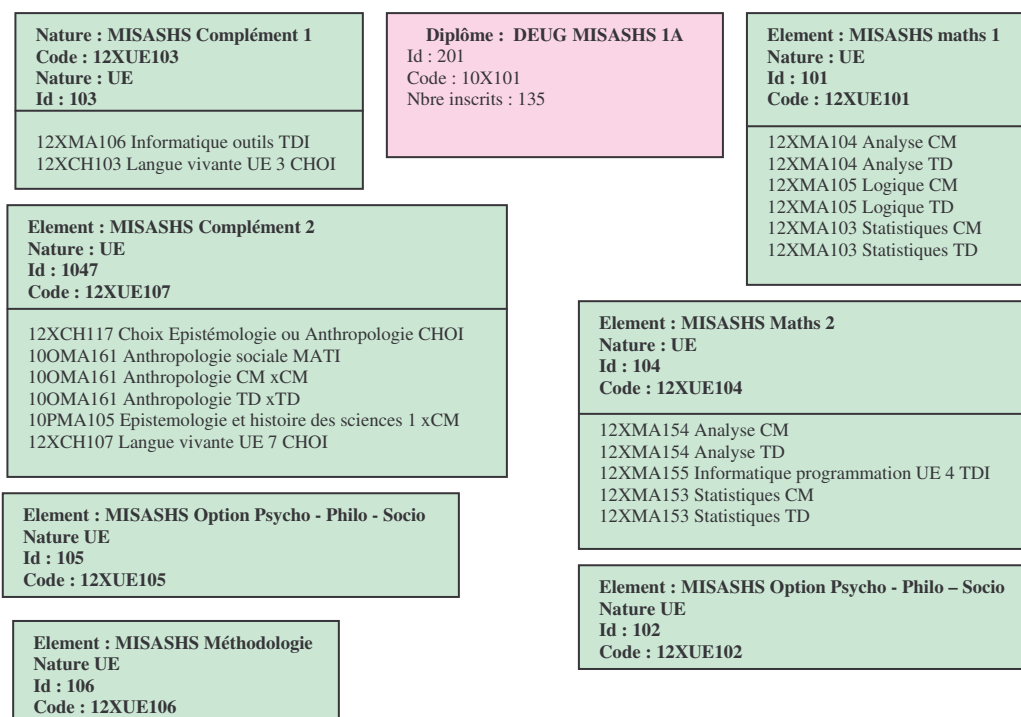 Nature : MISASHS Complément 1
Code : 12XUE103
Nature : UE
Id : 103
12XMA106 Informatique outils TDI
12XCH103 Langue vivante UE 3 CHOI
Diplôme : DEUG MISASHS 1A
Id : 201
Code : 10X101
Nbre inscrits : 135
Element : MISASHS maths 1
Nature : UE
Id : 101
Code : 12XUE101
12XMA104 Analyse CM
12XMA104 Analyse TD
12XMA105 Logique CM
12XMA105 Logique TD
12XMA103 Statistiques CM
12XMA103 Statistiques TD
Element : MISASHS Complément 2
Nature : UE
Id : 1047
Code : 12XUE107
12XCH117 Choix Epistémologie ou Anthropologie CHOI
10OMA161 Anthropologie sociale MATI
10OMA161 Anthropologie CM xCM
10OMA161 Anthropologie TD xTD
10PMA105 Epistemologie et histoire des sciences 1 xCM
12XCH107 Langue vivante UE 7 CHOI
Element : MISASHS Maths 2
Nature : UE
Id : 104
Code : 12XUE104
12XMA154 Analyse CM
12XMA154 Analyse TD
12XMA155 Informatique programmation UE 4 TDI
12XMA153 Statistiques CM
12XMA153 Statistiques TD
Element : MISASHS Option Psycho - Philo - Socio
Nature UE
Id : 105
Code : 12XUE105
Element : MISASHS Option Psycho - Philo – Socio
Nature UE
Id : 102
Code : 12XUE102
Element : MISASHS Méthodologie
Nature UE
Id : 106
Code : 12XUE106